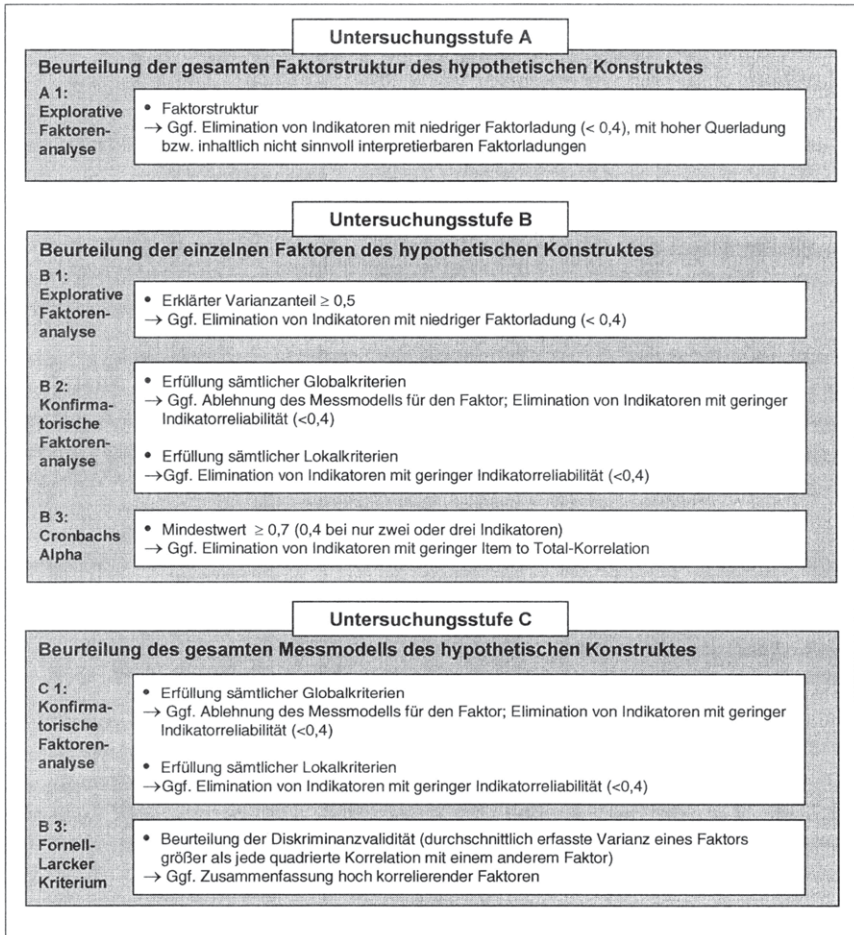 Untersuchungsstufe A
Beurteilung der gesamten Faktorstruktur des hypothetischen Konstruktes
A 1:
Explorative
Faktoren-
analyse
• Faktorstruktur
→ Ggf. Elimination von Indikatoren mit niedriger Faktorladung (< 0,4), mit hoher Querladung
bzw. inhaltlich nicht sinnvoll interpretierbaren Faktorladungen
Untersuchungsstufe B
Beurteilung der einzelnen Faktoren des hypothetischen Konstruktes
B 1:
Explorative
Faktoren-
analyse
• Erklärter Varianzanteil ≥ 0,5
→ Ggf. Elimination von Indikatoren mit niedriger Faktorladung (< 0,4)
B 2:
Konfirma-
torische
Faktoren-
analyse
• Erfüllung sämtlicher Globalkriterien
→ Ggf. Ablehnung des Messmodells für den Faktor; Elimination von Indikatoren mit geringer
Indikatorreliabilität (<0,4)
• Erfüllung sämtlicher Lokalkriterien
→Ggf. Elimination von Indikatoren mit geringer Indikatorreliabilität (<0,4)
B 3:
Cronbachs
Alpha
• Mindestwert ≥ 0,7 (0,4 bei nur zwei oder drei Indikatoren)
→ Ggf. Elimination von Indikatoren mit geringer Item to Total-Korrelation
Untersuchungsstufe C
Beurteilung des gesamten Messmodells des hypothetischen Konstruktes
C 1:
Konfirma-
torische
Faktoren-
analyse
• Erfüllung sämtlicher Globalkriterien
→ Ggf. Ablehnung des Messmodells für den Faktor; Elimination von Indikatoren mit geringer
Indikatorreliabilität (<0,4)
• Erfüllung sämtlicher Lokalkriterien
→Ggf. Elimination von Indikatoren mit geringer Indikatorreliabilität (<0,4)
B 3:
Fornell-
Larcker
Kriterium
• Beurteilung der Diskriminanzvalidität (durchschnittlich erfasste Varianz eines Faktors
größer als jede quadrierte Korrelation mit einem anderem Faktor)
→ Ggf. Zusammenfassung hoch korrelierender Faktoren